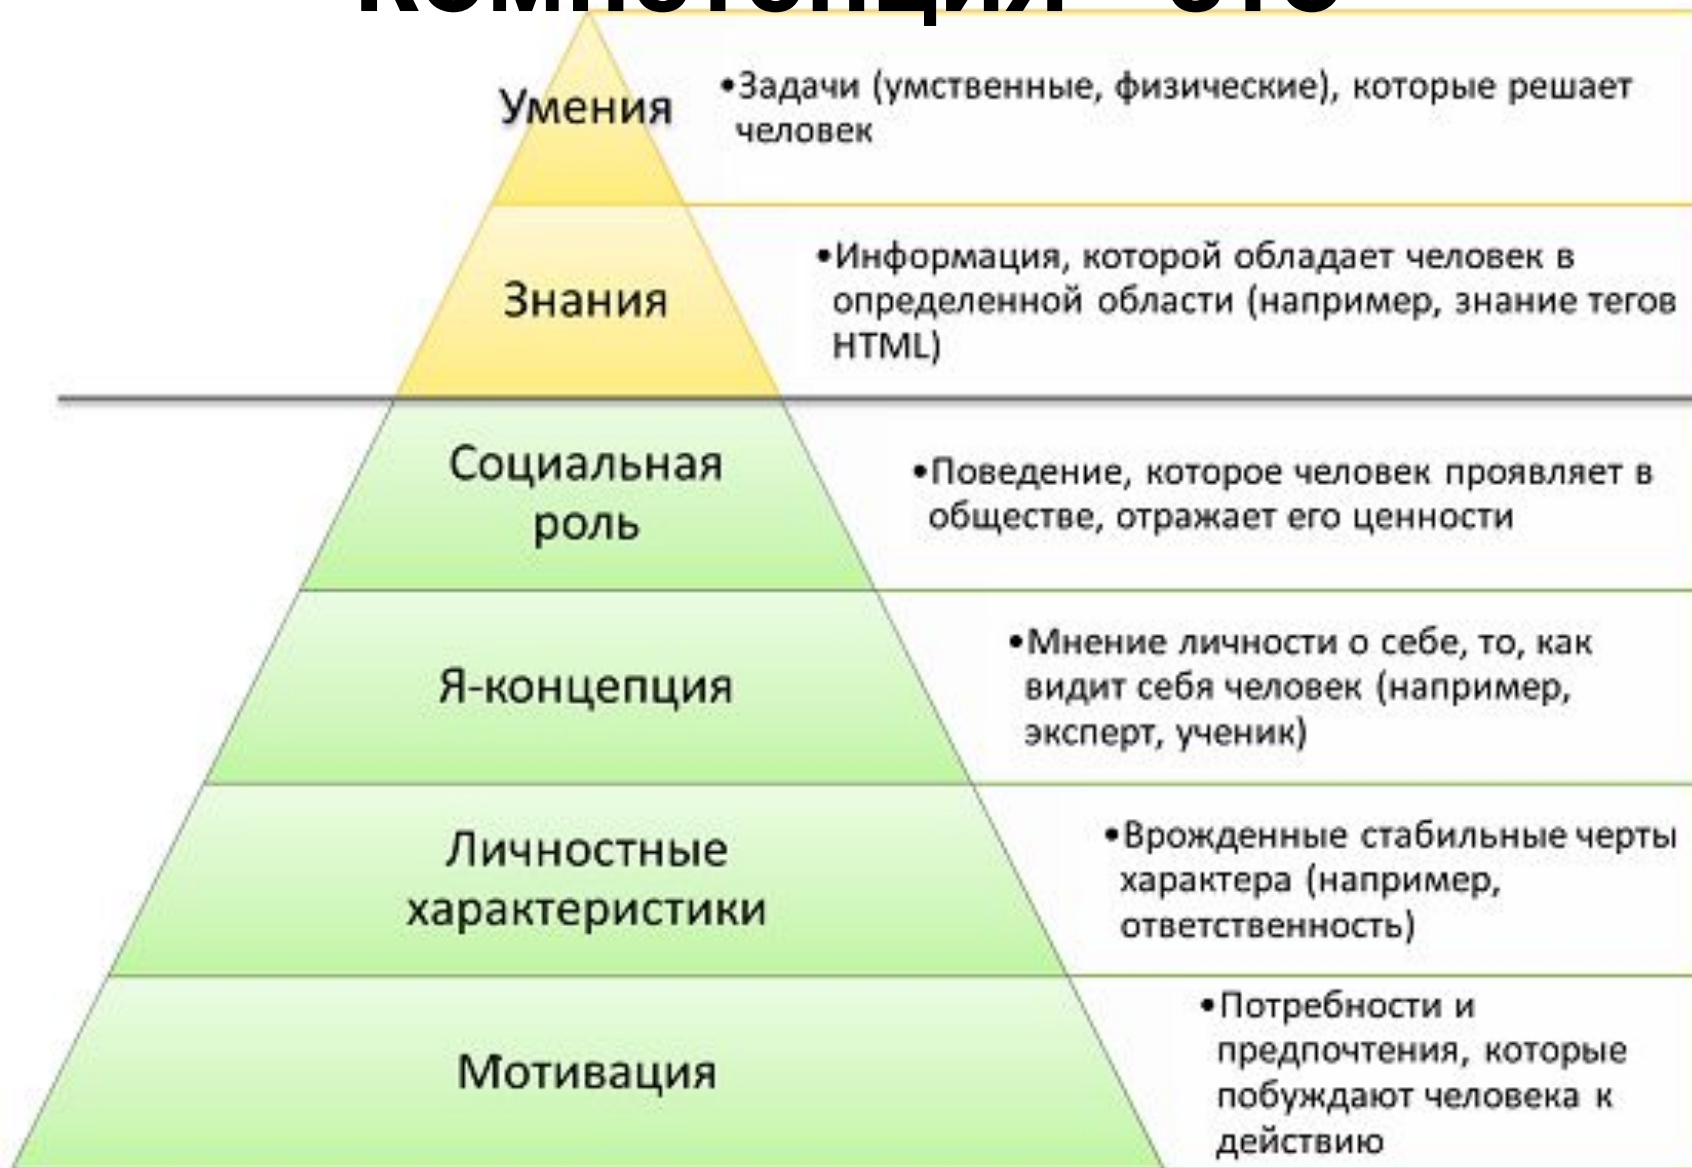 компетенция – это
Умения
•Задачи (умственные, физические), которые решает
человек
Знания
•Информация, которой обладает человек в
определенной области (например, знание тегов
HTML)
Социальная
роль
•Поведение, которое человек проявляет в
обществе, отражает его ценности
Я-концепция
•Мнение личности о себе, то, как
видит себя человек (например,
эксперт, ученик)
Личностные
характеристики
•Врожденные стабильные черты
характера (например,
ответственность)
Мотивация
•Потребности и
предпочтения, которые
побуждают человека к
действию